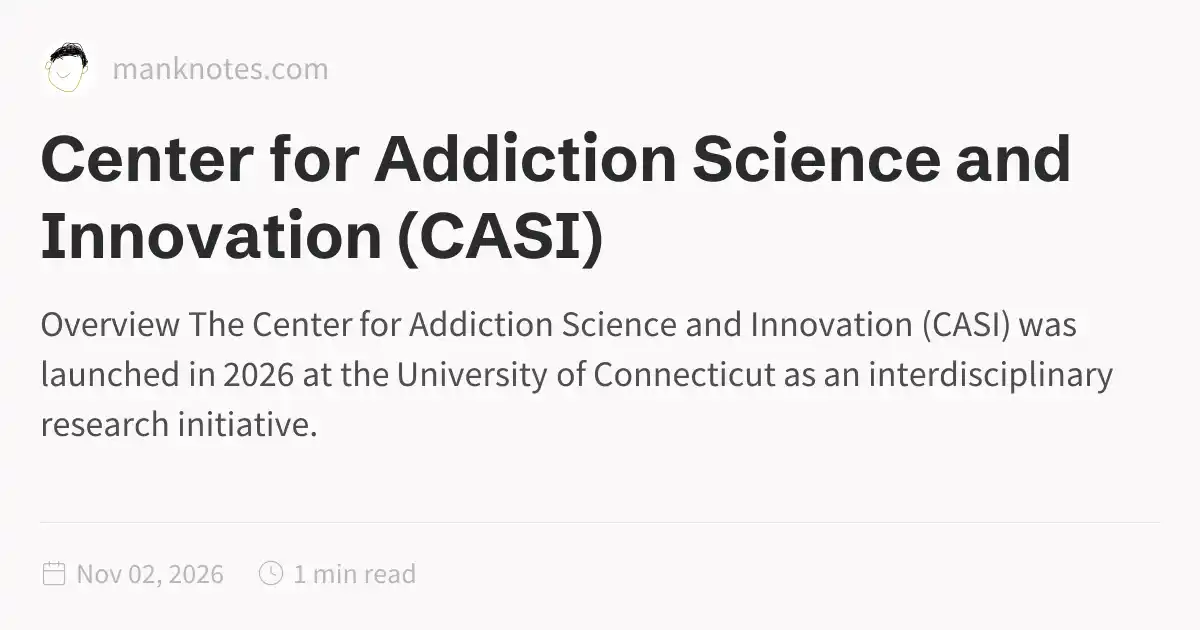 manknotes.com
Center for Addiction Science and
Innovation (CASI)
Overview The Center for Addiction Science and Innovation (CASI) was
launched in 2026 at the University of Connecticut as an interdisciplinary
research initiative.
Nov 02, 2026 1 min read